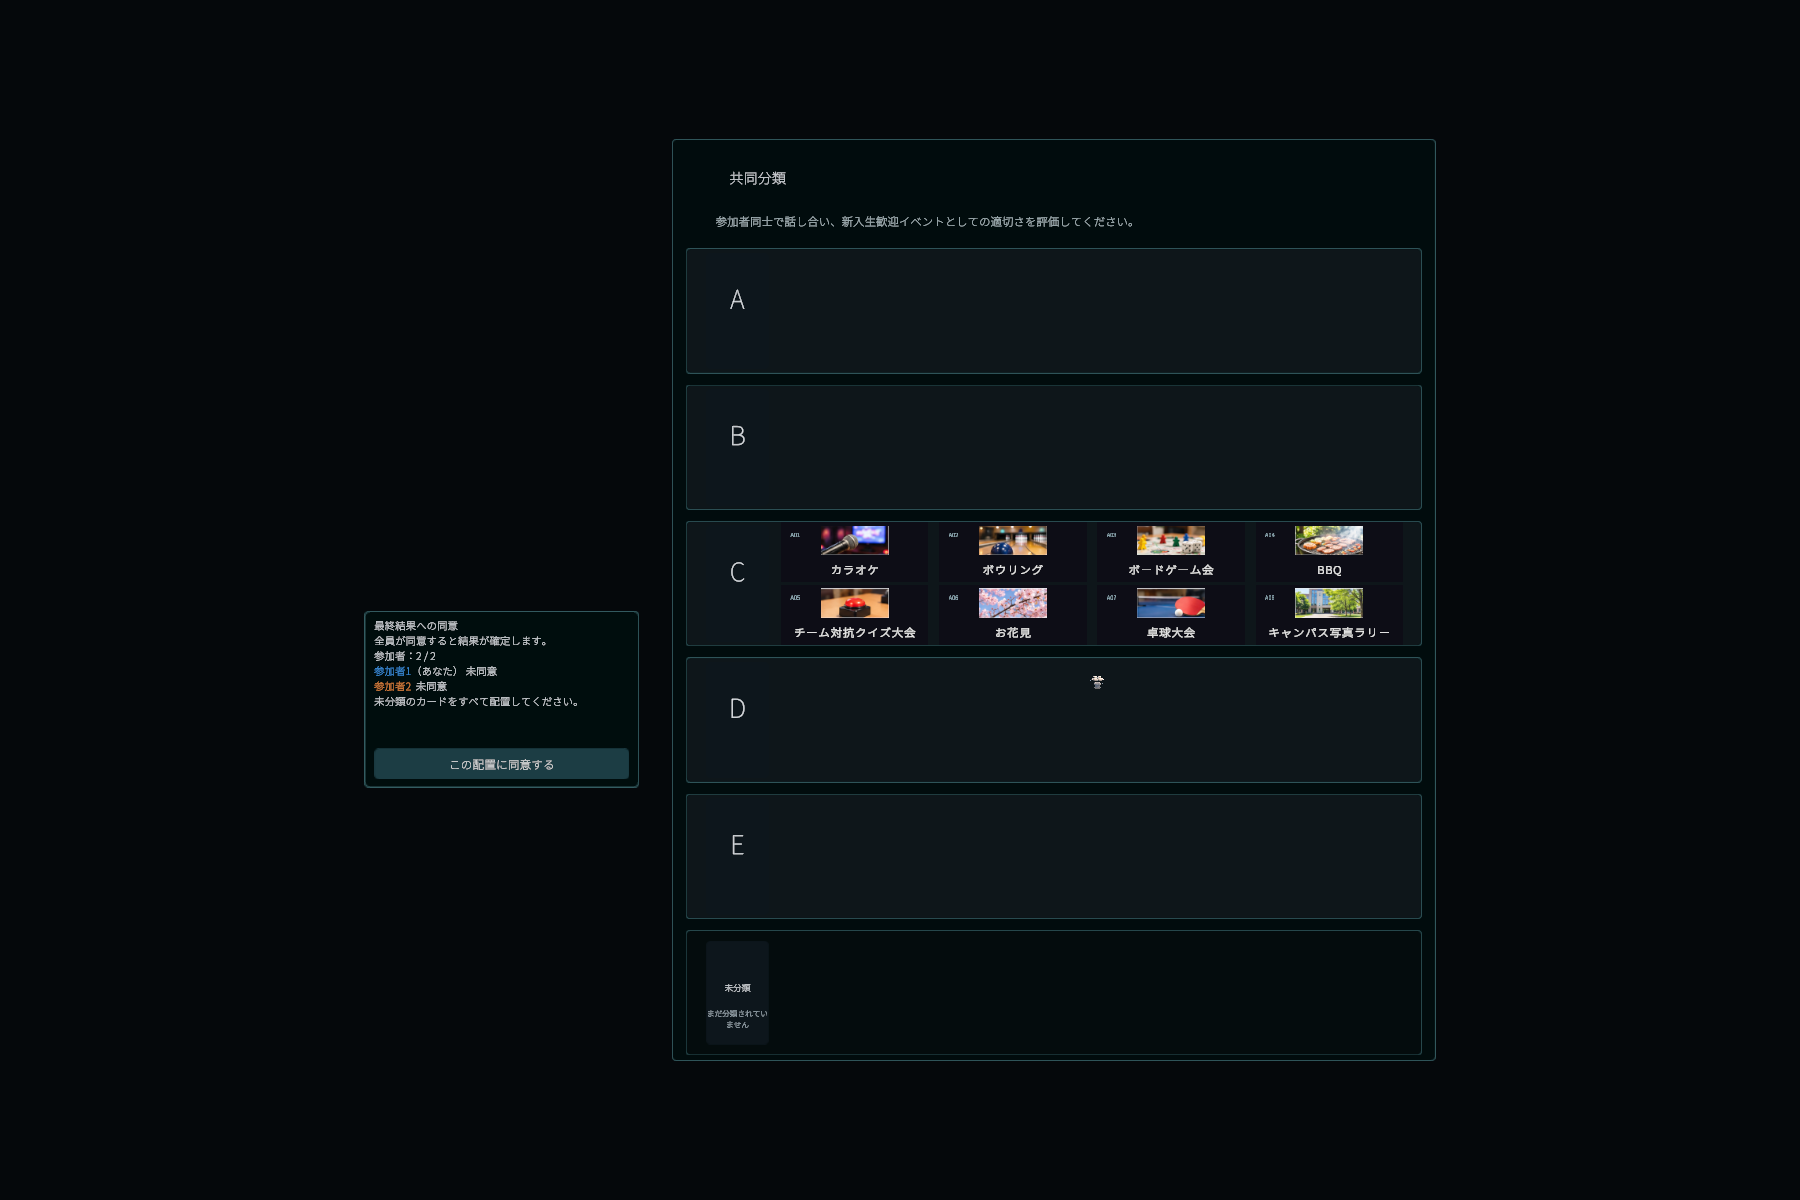 共同分類
参加者同士で話し合い、新入生歓迎イベントとしての適切さを評価してください。
A
B
C
A01
カラオケ
A02
ボウリング
A03
ボードゲーム会
A04
BBQ
A05
チーム対抗クイズ大会
A06
お花見
A07
卓球大会
A08
キャンパス写真ラリー
D
E
未分類
まだ分類されてい
ません
最終結果への同意
全員が同意すると結果が確定します。
参加者：2/2
参加者1（あなた） 未同意
参加者2 未同意
未分類のカードをすべて配置してください。
この配置に同意する